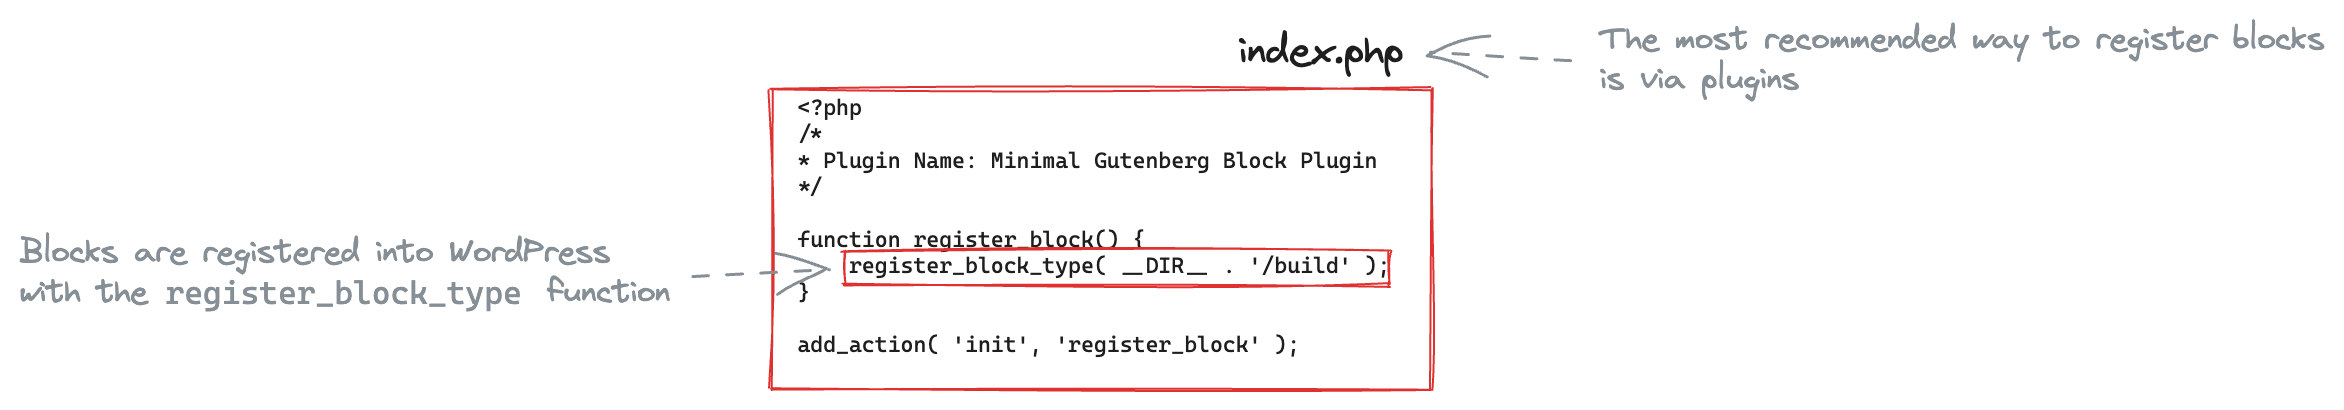 index.php
The most recommended way to register blocks
is via plugins
<?php
/*
* Plugin Name: Minimal Gutenberg Block Plugin
*/
function register_block() {
register_block_type( __DIR__ . '/build' );
}
add_action( 'init', 'register_block' );
Blocks are registered into WordPress
with the register_block_type function